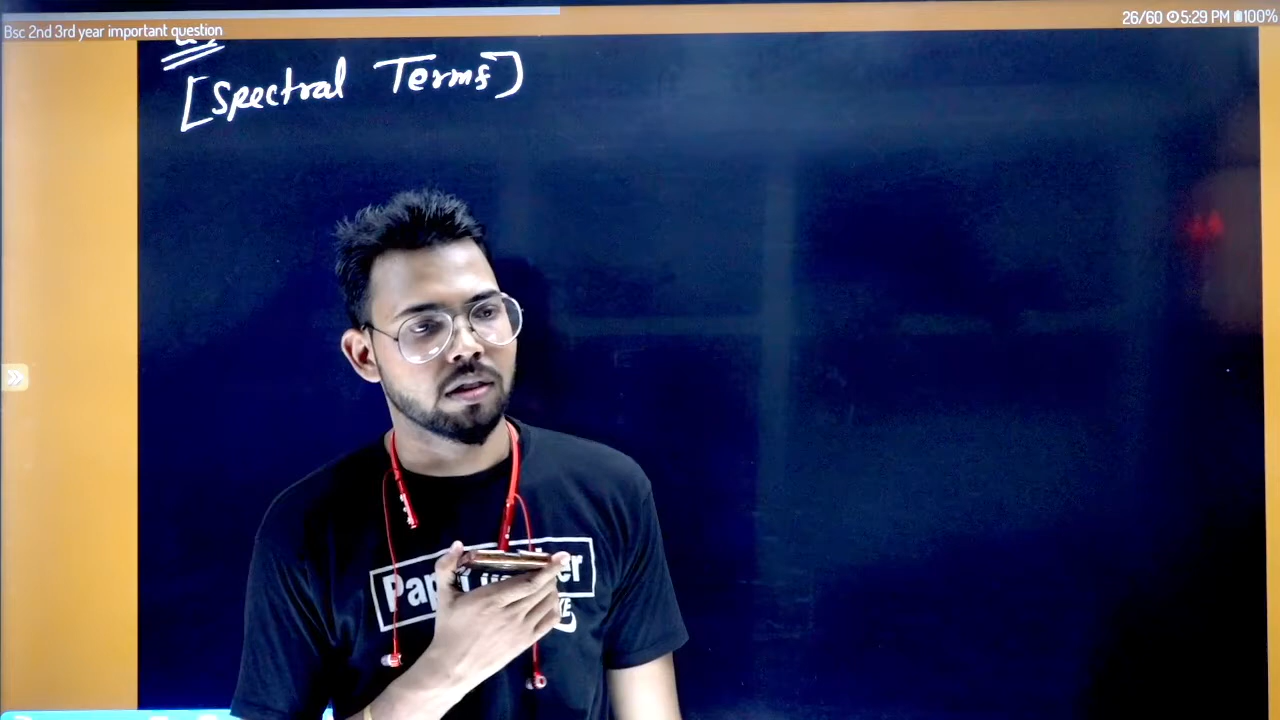 Bsc 2nd 3rd year important question
26/60 5:29 PM 100%
[Spectral Terms]